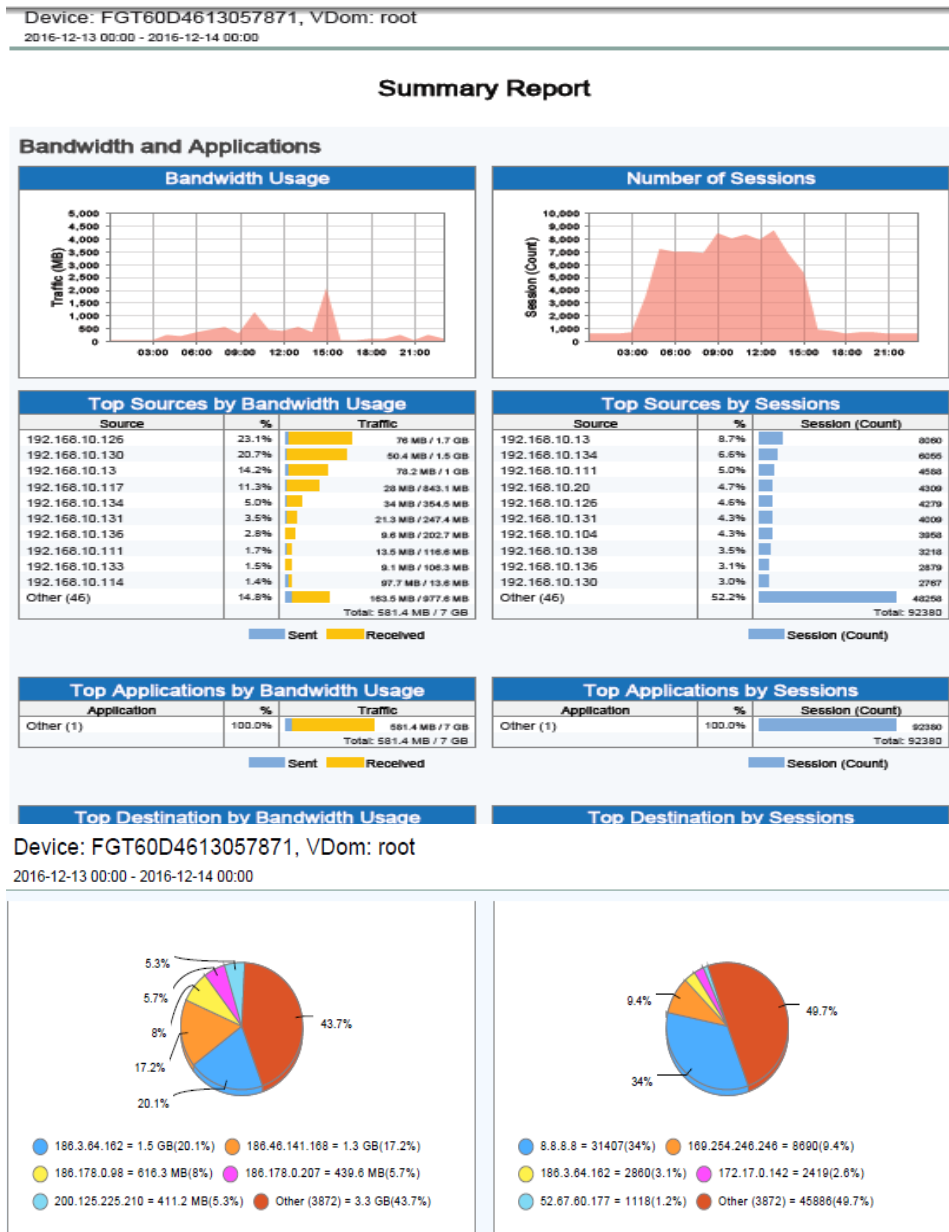 Device: FGT60D4613057871, VDom: root
2016-12-13 00:00 - 2016-12-14 00:00
Summary Report
Bandwidth and Applications
Bandwidth Usage
Traffic (MB)
5,000
4,500
4,000
3,500
3,000
2,500
2,000
1,500
1,000
500
0
03:00 06:00 09:00 12:00 15:00 18:00 21:00
Number of Sessions
Session (Count)
10,000
9,000
8,000
7,000
6,000
5,000
4,000
3,000
2,000
1,000
0
03:00 06:00 09:00 12:00 15:00 18:00 21:00
Top Sources by Bandwidth Usage
Source % Traffic
192.168.10.126 23.1% 76 MB / 1.7 GB
192.168.10.130 20.7% 50.4 MB / 1.5 GB
192.168.10.13 14.2% 78.2 MB / 1 GB
192.168.10.117 11.3% 28 MB / 843.1 MB
192.168.10.134 5.0% 34 MB / 354.5 MB
192.168.10.131 3.5% 21.3 MB / 247.4 MB
192.168.10.136 2.8% 9.6 MB / 202.7 MB
192.168.10.111 1.7% 13.5 MB / 116.6 MB
192.168.10.133 1.5% 9.1 MB / 106.3 MB
192.168.10.114 1.4% 97.7 MB / 13.6 MB
Other (46) 14.8% 163.5 MB / 977.6 MB
Total: 581.4 MB / 7 GB
Sent Received
Top Sources by Sessions
Source % Session (Count)
192.168.10.13 8.7% 8060
192.168.10.134 6.6% 6055
192.168.10.111 5.0% 4588
192.168.10.20 4.7% 4309
192.168.10.126 4.6% 4279
192.168.10.131 4.3% 4009
192.168.10.104 4.3% 3958
192.168.10.138 3.5% 3218
192.168.10.136 3.1% 2879
192.168.10.130 3.0% 2767
Other (46) 52.2% 48258
Total: 92380
Session (Count)
Top Applications by Bandwidth Usage
Application % Traffic
Other (1) 100.0% 581.4 MB / 7 GB
Total: 581.4 MB / 7 GB
Sent Received
Top Applications by Sessions
Application % Session (Count)
Other (1) 100.0% 92380
Total: 92380
Session (Count)
Top Destination by Bandwidth Usage
Top Destination by Sessions
Device: FGT60D4613057871, VDom: root
2016-12-13 00:00 - 2016-12-14 00:00
5.3%
5.7%
8%
17.2%
20.1%
43.7%
186.3.64.162 = 1.5 GB(20.1%) 186.46.141.168 = 1.3 GB(17.2%)
186.178.0.98 = 616.3 MB(8%) 186.178.0.207 = 439.6 MB(5.7%)
200.125.225.210 = 411.2 MB(5.3%) Other (3872) = 3.3 GB(43.7%)
9.4%
34%
49.7%
8.8.8.8 = 31407(34%) 169.254.246.246 = 8690(9.4%)
186.3.64.162 = 2860(3.1%) 172.17.0.142 = 2419(2.6%)
52.67.60.177 = 1118(1.2%) Other (3872) = 45886(49.7%)